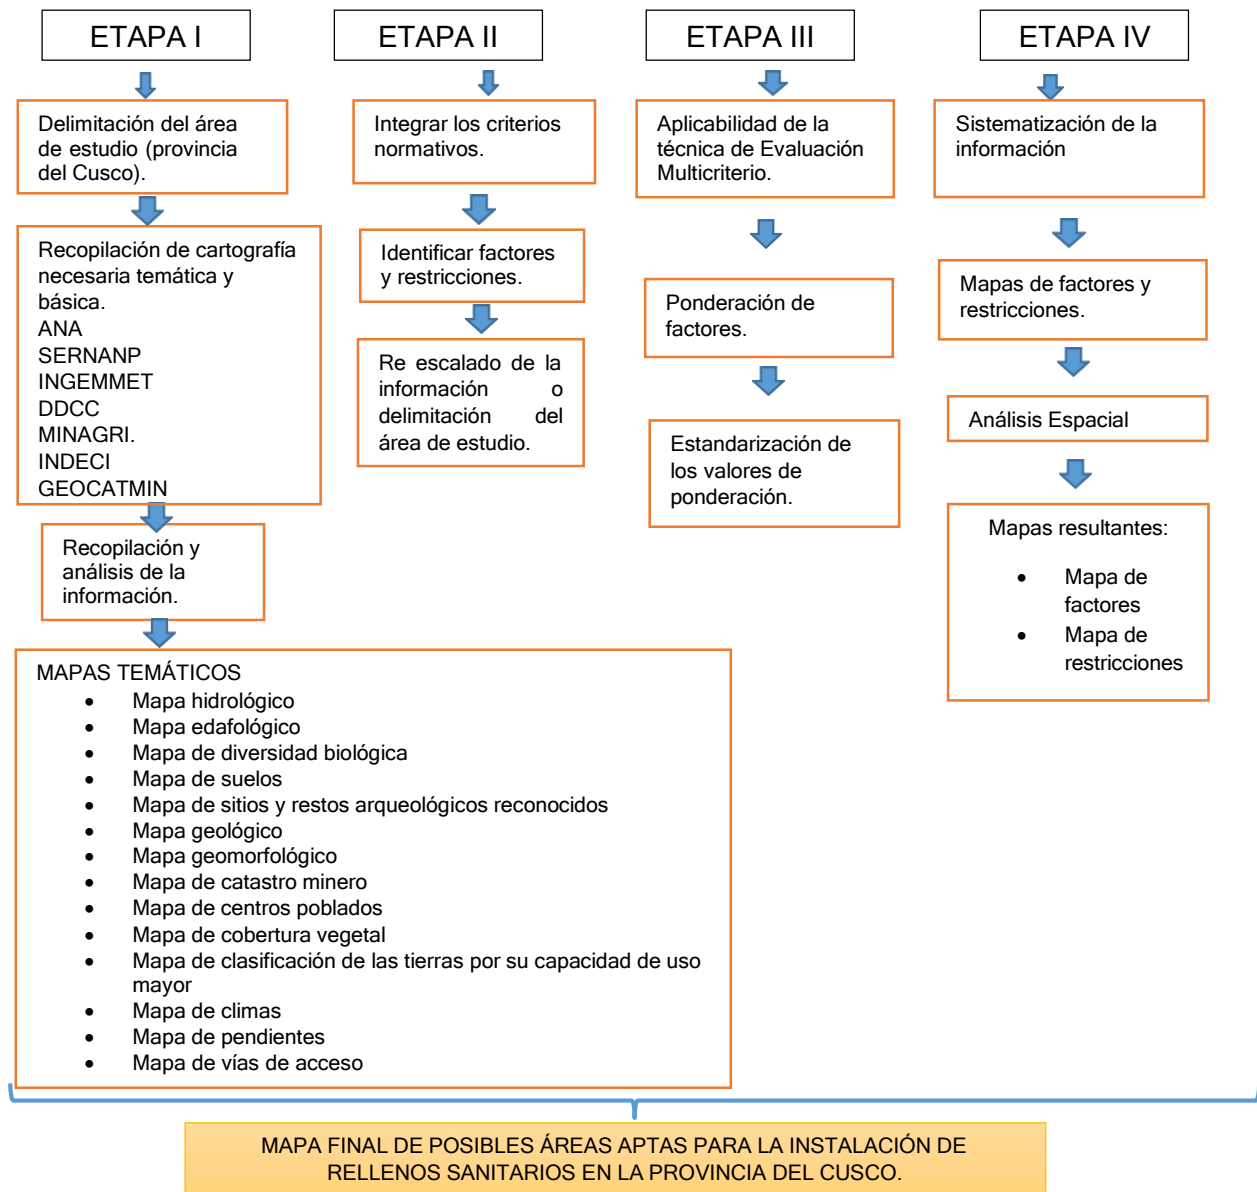 ETAPA I
Delimitación del área
de estudio (provincia
del Cusco).
Recopilación de cartografía
necesaria temática y
básica.
ANA
SERNANP
INGEMMET
DDCC
MINAGRI.
INDECI
GEOCATMIN
Recopilación y
análisis de la
información.
MAPAS TEMÁTICOS
• Mapa hidrológico
• Mapa edafológico
• Mapa de diversidad biológica
• Mapa de suelos
• Mapa de sitios y restos arqueológicos reconocidos
• Mapa geológico
• Mapa geomorfológico
• Mapa de catastro minero
• Mapa de centros poblados
• Mapa de cobertura vegetal
• Mapa de clasificación de las tierras por su capacidad de uso
mayor
• Mapa de climas
• Mapa de pendientes
• Mapa de vías de acceso
ETAPA II
Integrar los criterios
normativos.
Identificar factores
y restricciones.
Re escalado de la
información o
delimitación del
área de estudio.
ETAPA III
Aplicabilidad de la
técnica de Evaluación
Multicriterio.
Ponderación de
factores.
Estandarización de
los valores de
ponderación.
ETAPA IV
Sistematización de la
información
Mapas de factores y
restricciones.
Análisis Espacial
Mapas resultantes:
• Mapa de
factores
• Mapa de
restricciones
MAPA FINAL DE POSIBLES ÁREAS APTAS PARA LA INSTALACIÓN DE
RELLENOS SANITARIOS EN LA PROVINCIA DEL CUSCO.